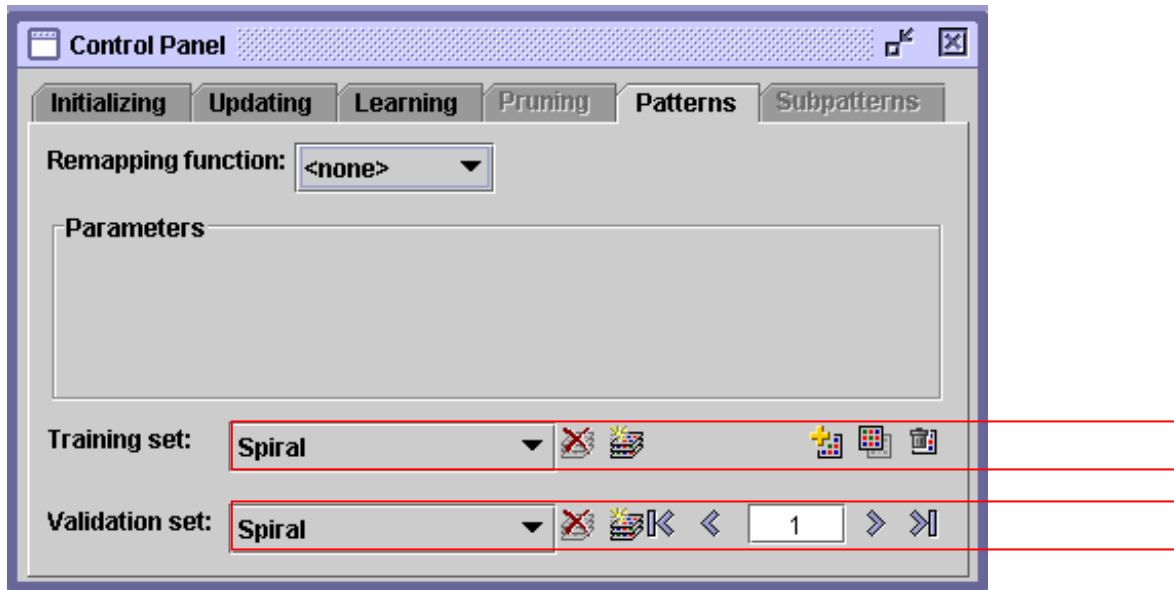 Control Panel
Initializing Updating Learning Pruning Patterns Subpatterns
Remapping function: <none>
Parameters
Training set: Spiral
Validation set: Spiral 1